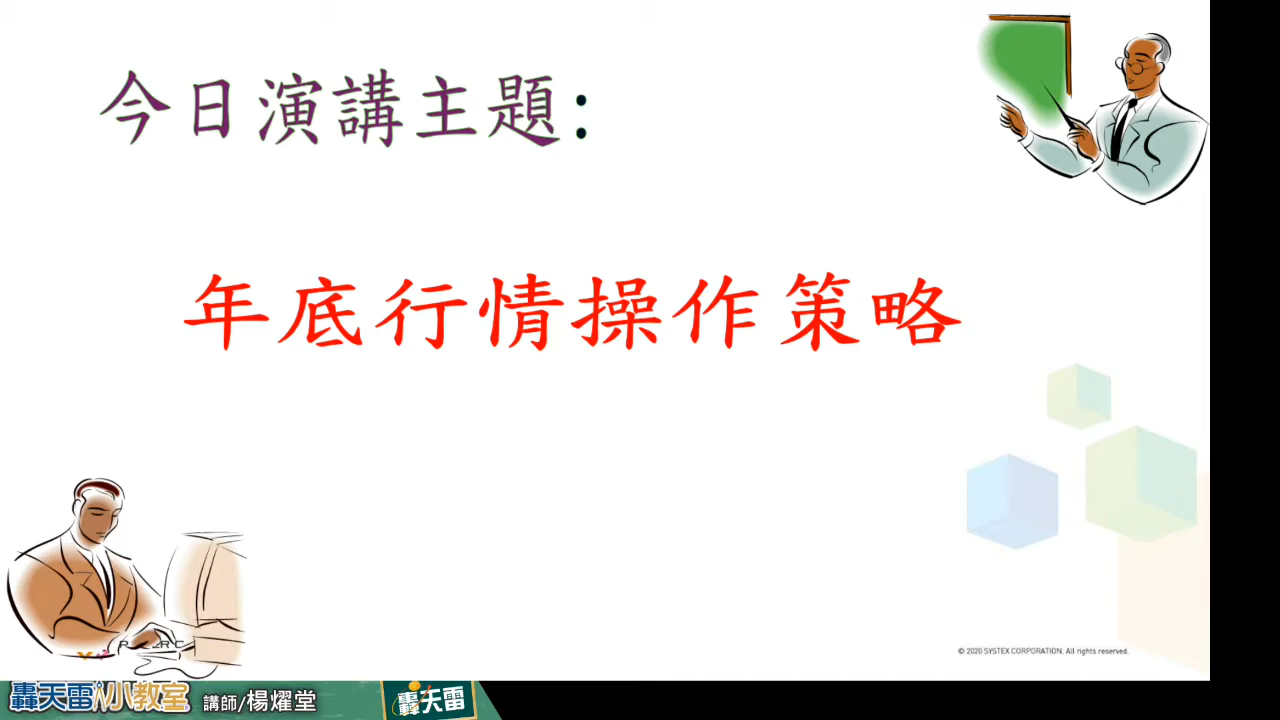 今日演講主題:
年底行情操作策略
© 2020 SYSTEX CORPORATION. All rights reserved.
轟天雷小教室 講師/楊燿堂
轟天雷